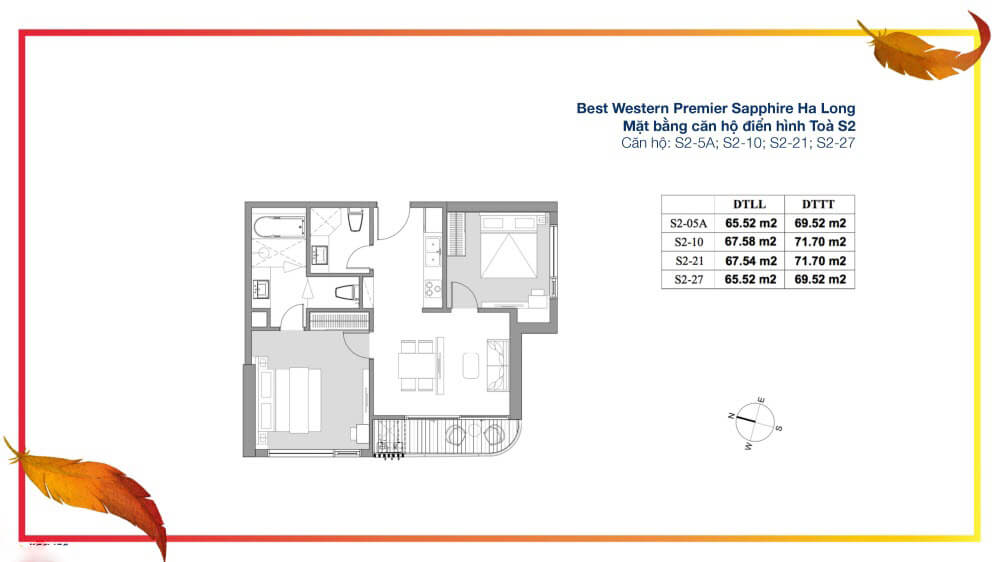 Best Western Premier Sapphire Ha Long
Mặt bằng căn hộ điển hình Toà S2
Căn hộ: S2-5A; S2-10; S2-21; S2-27
DTLL DTTT
S2-05A 65.52 m2 69.52 m2
S2-10 67.58 m2 71.70 m2
S2-21 67.54 m2 71.70 m2
S2-27 65.52 m2 69.52 m2
N E
W S